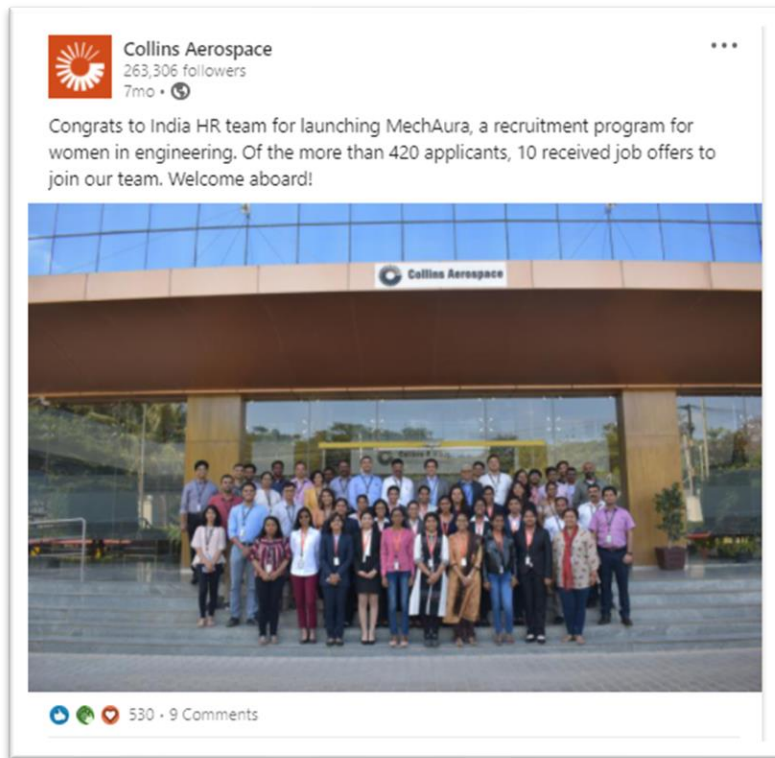 Collins Aerospace
263,306 followers
7mo •
Congrats to India HR team for launching MechAura, a recruitment program for
women in engineering. Of the more than 420 applicants, 10 received job offers to
join our team. Welcome aboard!
Collins Aerospace
530 · 9 Comments